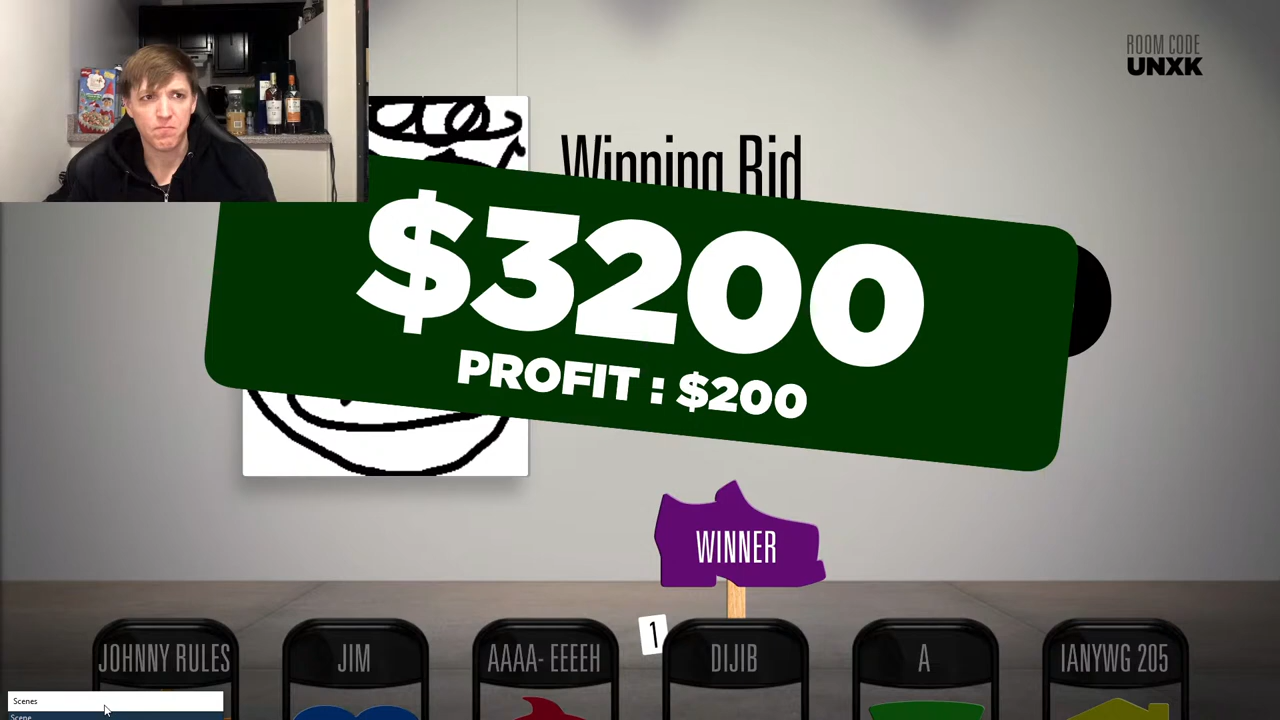 ROOM CODE
UNXK
Winning Bid
$3200
PROFIT : $200
WINNER
1
JOHNNY RULES
JIM
AAAA- EEEEH
DIJIB
A
IANYWG 205
Scenes
Scene